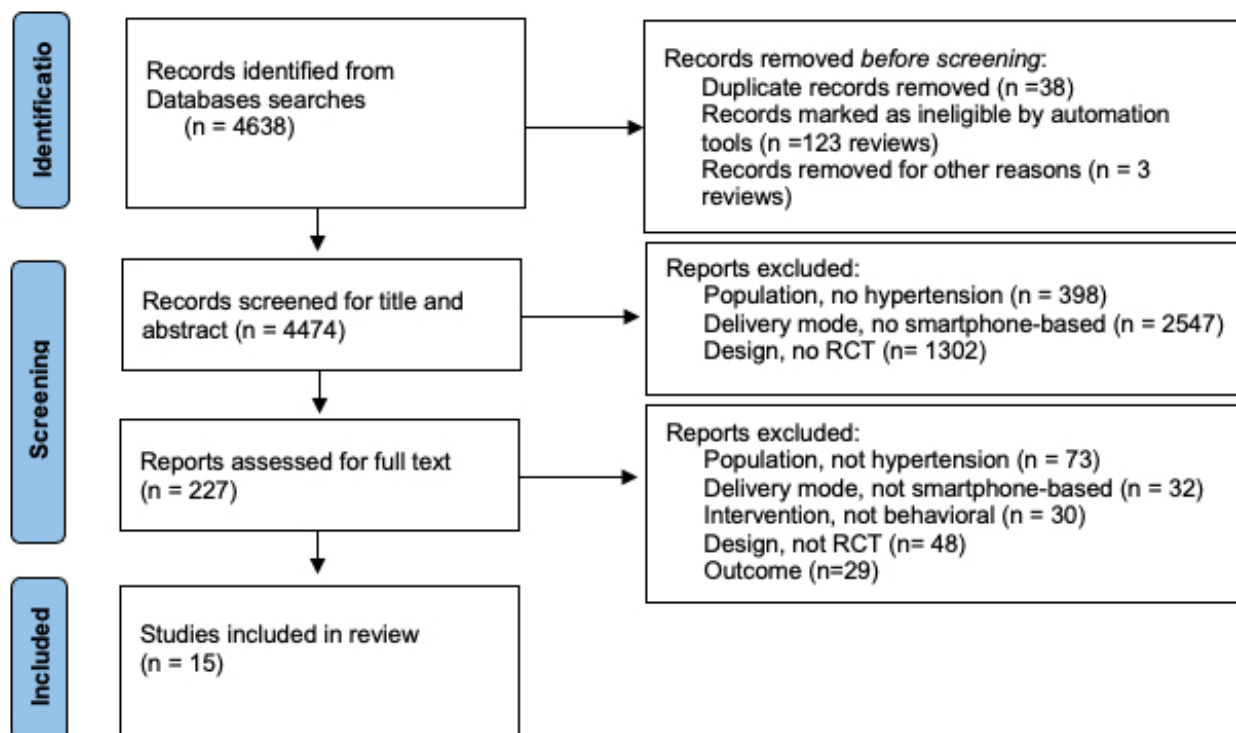 Identificatio
Records identified from
Databases searches
(n = 4638)
Records removed before screening:
Duplicate records removed (n =38)
Records marked as ineligible by automation
tools (n =123 reviews)
Records removed for other reasons (n = 3
reviews)
Screening
Records screened for title and
abstract (n = 4474)
Reports excluded:
Population, no hypertension (n = 398)
Delivery mode, no smartphone-based (n = 2547)
Design, no RCT (n= 1302)
Reports assessed for full text
(n = 227)
Reports excluded:
Population, not hypertension (n = 73)
Delivery mode, not smartphone-based (n = 32)
Intervention, not behavioral (n = 30)
Design, not RCT (n= 48)
Outcome (n=29)
Included
Studies included in review
(n = 15)